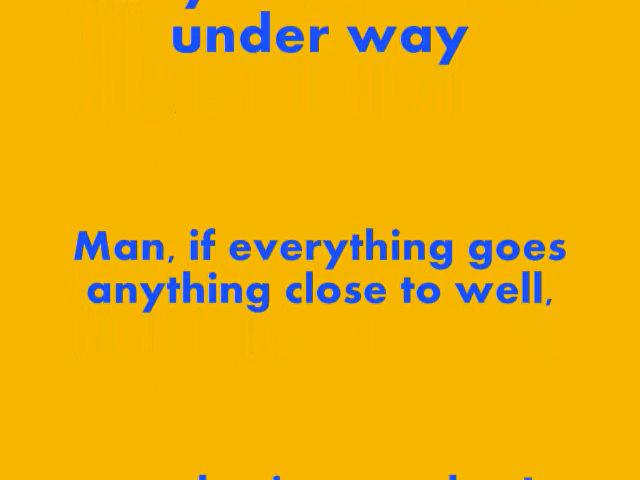 under way
Man, if everything goes
anything close to well,